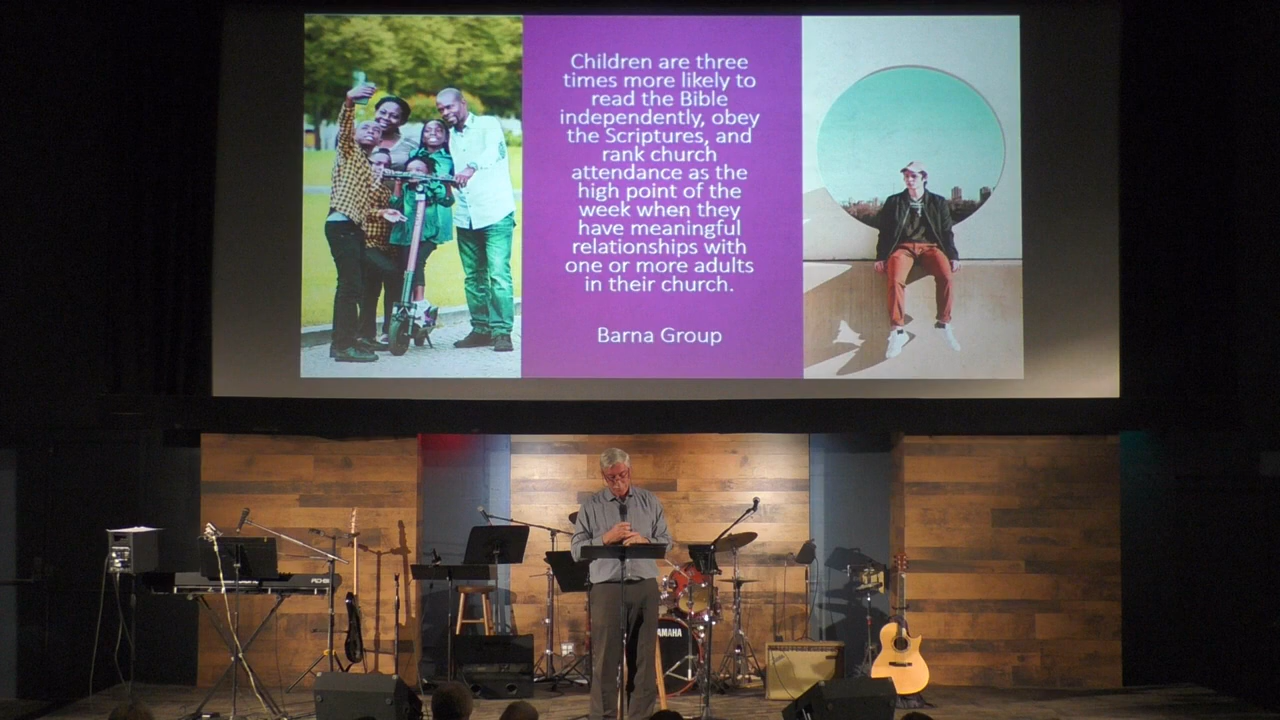 Children are three
times more likely to
read the Bible
independently, obey
the Scriptures, and
rank church
attendance as the
high point of the
week when they
have meaningful
relationships with
one or more adults
in their church.
Barna Group
YAMAHA